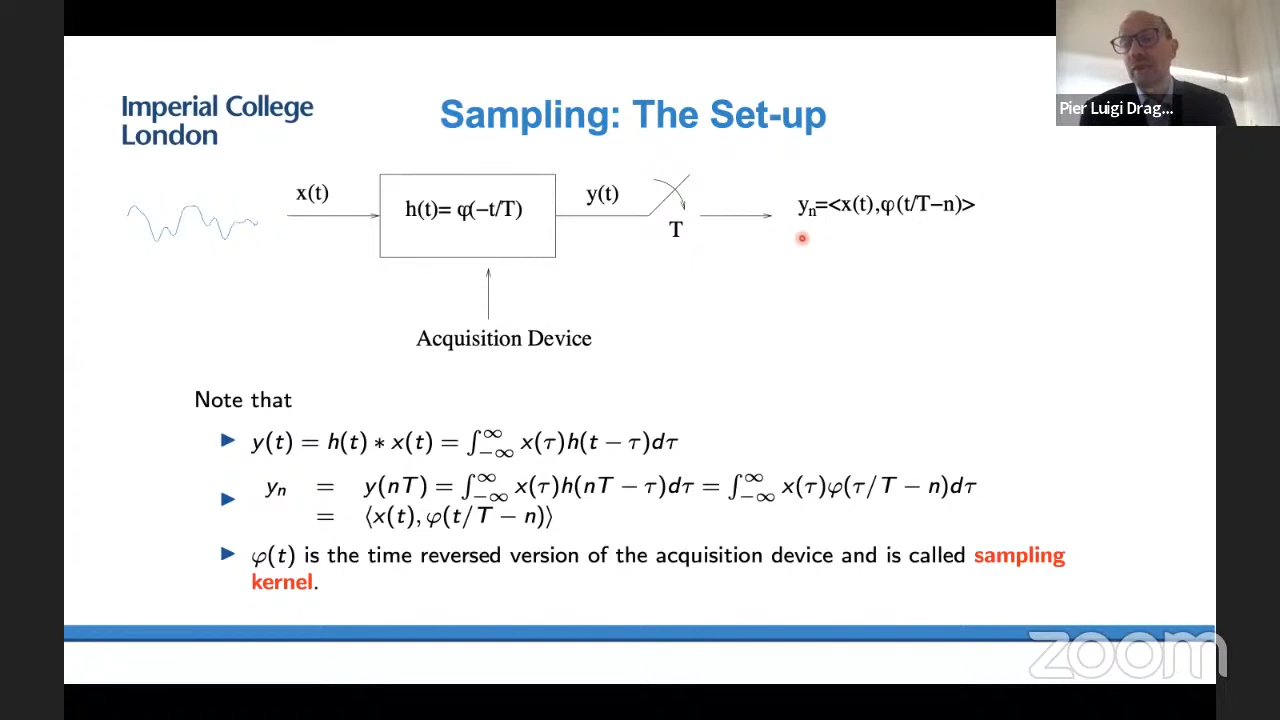 Imperial College
London
Sampling: The Set-up
Pier Luigi Drag...
x(t)
h(t)= φ(−t/T)
y(t)
T
yₙ=<x(t),φ(t/T−n)>
Acquisition Device
Note that
y(t) = h(t) ∗ x(t) = ∫_{−∞}^{∞} x(τ)h(t − τ)dτ
yₙ = y(nT) = ∫_{−∞}^{∞} x(τ)h(nT − τ)dτ = ∫_{−∞}^{∞} x(τ)φ(τ/T − n)dτ
= ⟨x(t), φ(t/T − n)⟩
φ(t) is the time reversed version of the acquisition device and is called sampling
kernel.
zoom